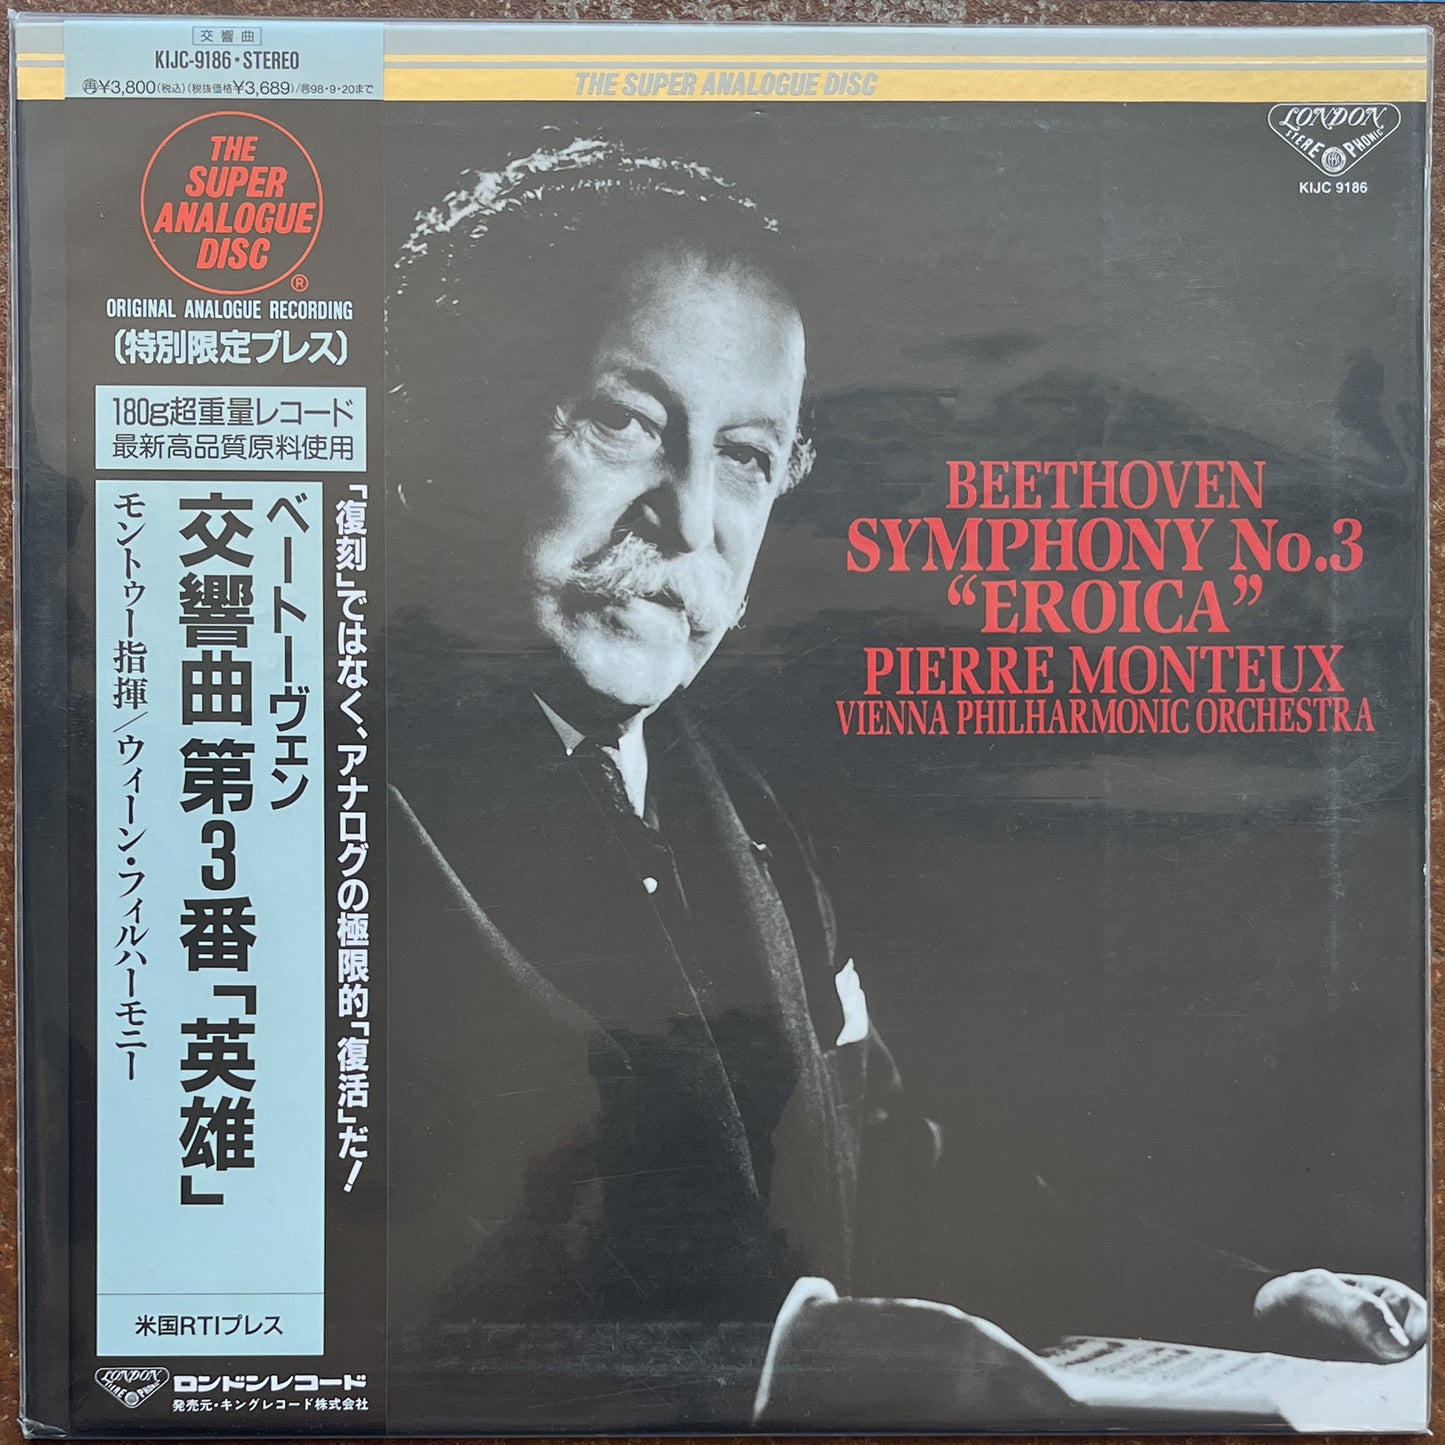 交響曲
KIJC-9186・STEREO
再¥3,800(税込)(税抜価格¥3,689)/再98・9・20まで
THE SUPER ANALOGUE DISC
THE
SUPER
ANALOGUE
DISC
®
ORIGINAL ANALOGUE RECORDING
〔特別限定プレス〕
180g超重量レコード
最新高品質原料使用
「復刻」ではなく、アナログの極限的「復活」だ!
ベートーヴェン
交響曲第3番「英雄」
モントゥー指揮/ウィーン・フィルハーモニー
米国RTIプレス
LONDON
STEREOPHONIC
ロンドンレコード
発売元・キングレコード株式会社
LONDON
STEREOPHONIC
KIJC 9186
BEETHOVEN
SYMPHONY No.3
“EROICA”
PIERRE MONTEUX
VIENNA PHILHARMONIC ORCHESTRA